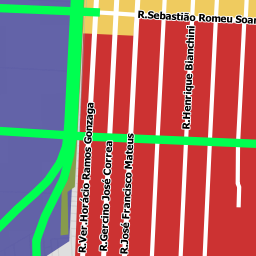 R.Sebastião Romeu Soar
R.Henrique Bianchini
R.Ver.Horácio Ramos Gonzaga
R.Gercino José Correa
R.José Francisco Mateus